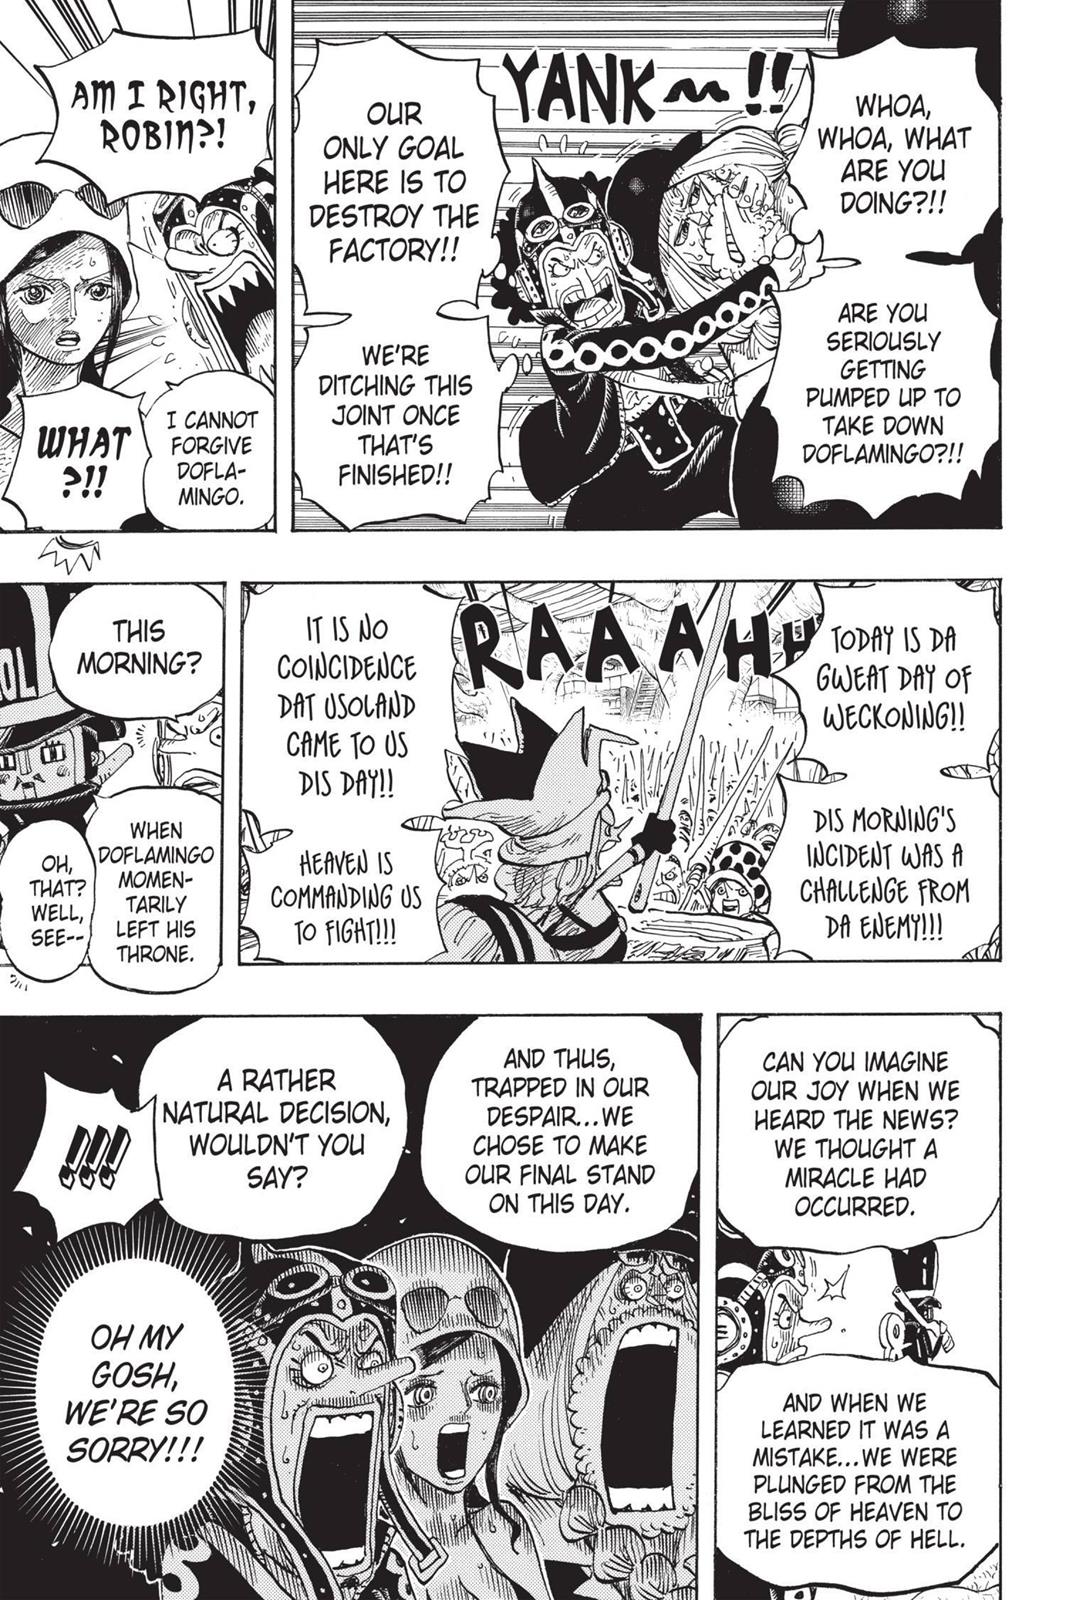 YANK~!!
WHOA,
WHOA, WHAT
ARE YOU
DOING?!!
ARE YOU
SERIOUSLY
GETTING
PUMPED UP TO
TAKE DOWN
DOFLAMINGO?!!
OUR
ONLY GOAL
HERE IS TO
DESTROY THE
FACTORY!!
WE'RE
DITCHING THIS
JOINT ONCE
THAT'S
FINISHED!!
AM I RIGHT,
ROBIN?!
I CANNOT
FORGIVE
DOFLA-
MINGO.
WHAT
?!!
RAAAHH
TODAY IS DA
GWEAT DAY OF
WECKONING!!
DIS MORNING'S
INCIDENT WAS A
CHALLENGE FROM
DA ENEMY!!!
IT IS NO
COINCIDENCE
DAT USOLAND
CAME TO US
DIS DAY!!
HEAVEN IS
COMMANDING US
TO FIGHT!!!
THIS
MORNING?
OL
WHEN
DOFLAMINGO
MOMEN-
TARILY
LEFT HIS
THRONE.
OH,
THAT?
WELL,
SEE--
CAN YOU IMAGINE
OUR JOY WHEN WE
HEARD THE NEWS?
WE THOUGHT A
MIRACLE HAD
OCCURRED.
AND WHEN WE
LEARNED IT WAS A
MISTAKE...WE WERE
PLUNGED FROM THE
BLISS OF HEAVEN TO
THE DEPTHS OF HELL.
AND THUS,
TRAPPED IN OUR
DESPAIR...WE
CHOSE TO MAKE
OUR FINAL STAND
ON THIS DAY.
A RATHER
NATURAL DECISION,
WOULDN'T YOU
SAY?
!!!!
OH MY
GOSH,
WE'RE SO
SORRY!!!